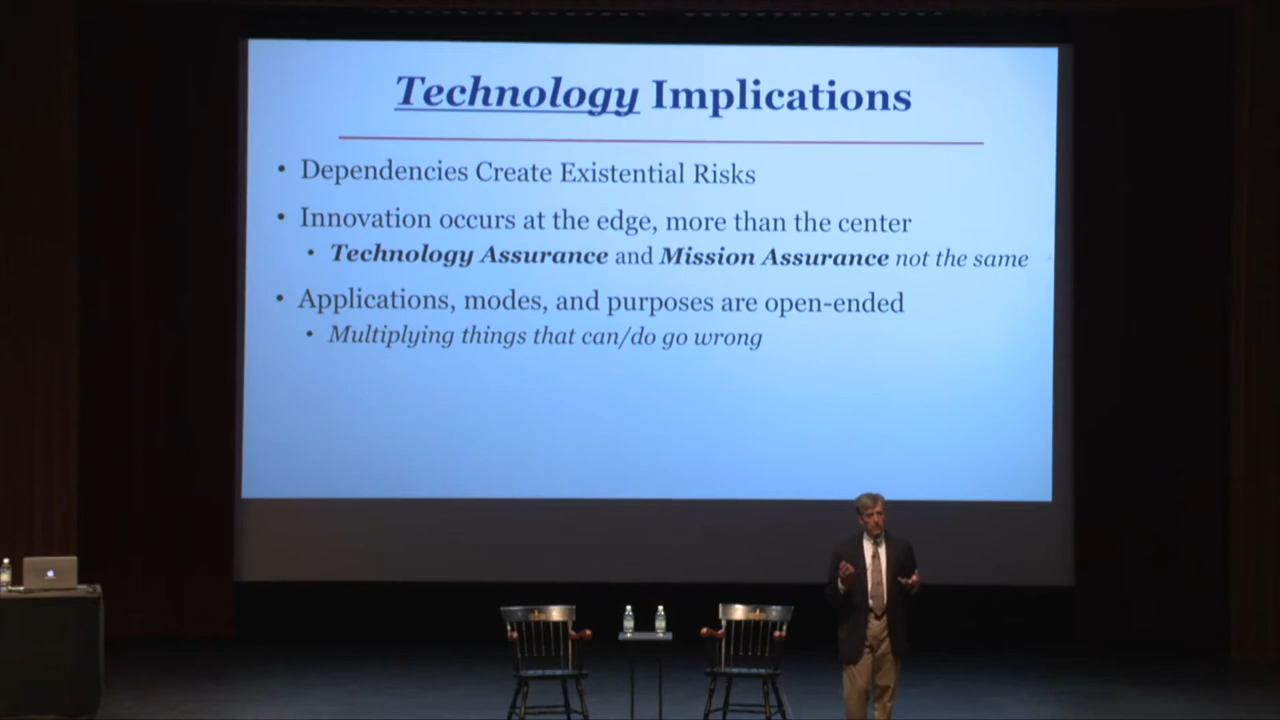 Technology Implications
• Dependencies Create Existential Risks
• Innovation occurs at the edge, more than the center
• Technology Assurance and Mission Assurance not the same
• Applications, modes, and purposes are open-ended
• Multiplying things that can/do go wrong